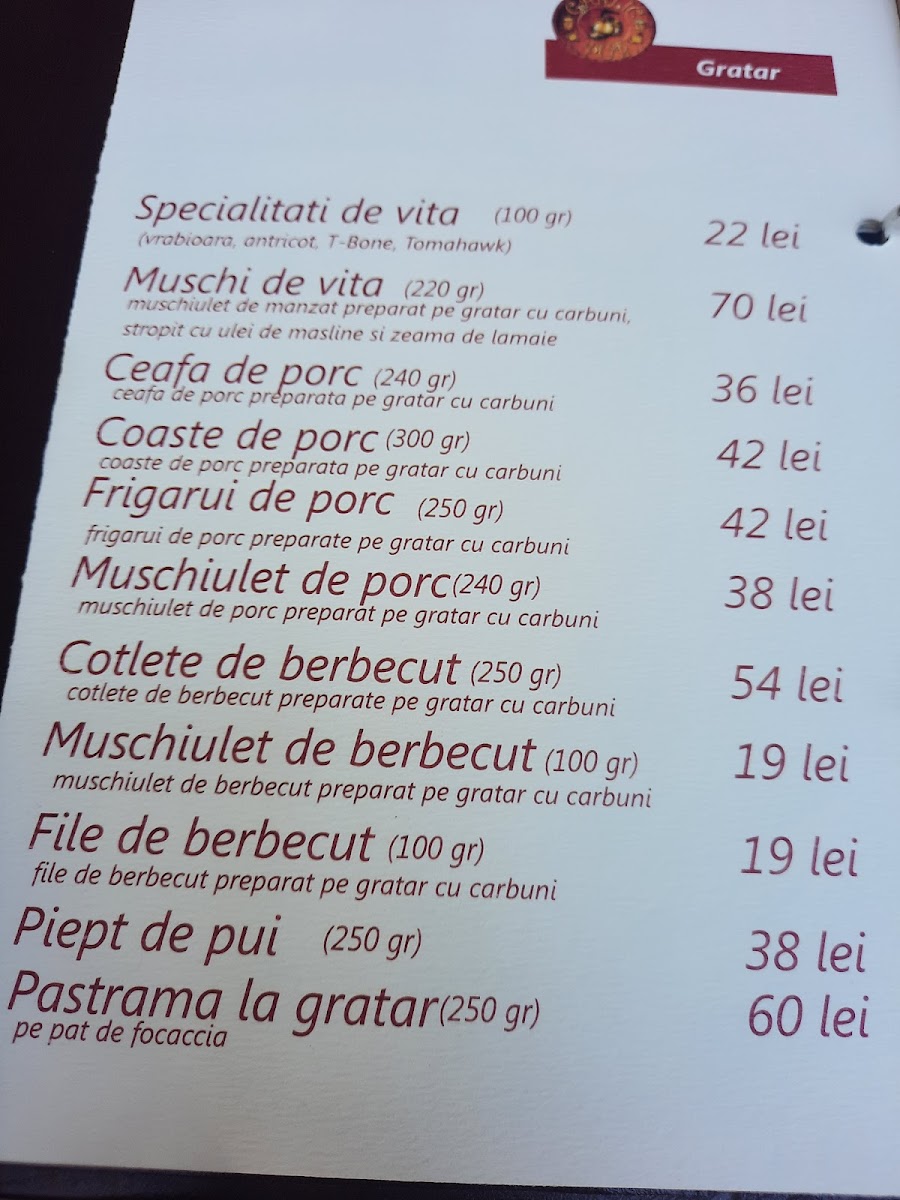 Gratar
Specialitati de vita (100 gr) 22 lei
(vrabioara, antricot, T-Bone, Tomahawk)
Muschi de vita (220 gr) 70 lei
muschiulet de manzat preparat pe gratar cu carbuni,
stropit cu ulei de masline si zeama de lamaie
Ceafa de porc (240 gr) 36 lei
ceafa de porc preparata pe gratar cu carbuni
Coaste de porc (300 gr) 42 lei
coaste de porc preparata pe gratar cu carbuni
Frigarui de porc (250 gr) 42 lei
frigarui de porc preparate pe gratar cu carbuni
Muschiulet de porc(240 gr) 38 lei
muschiulet de porc preparat pe gratar cu carbuni
Cotlete de berbecut (250 gr) 54 lei
cotlete de berbecut preparate pe gratar cu carbuni
Muschiulet de berbecut (100 gr) 19 lei
muschiulet de berbecut preparat pe gratar cu carbuni
File de berbecut (100 gr) 19 lei
file de berbecut preparat pe gratar cu carbuni
Piept de pui (250 gr) 38 lei
Pastrama la gratar(250 gr) 60 lei
pe pat de focaccia